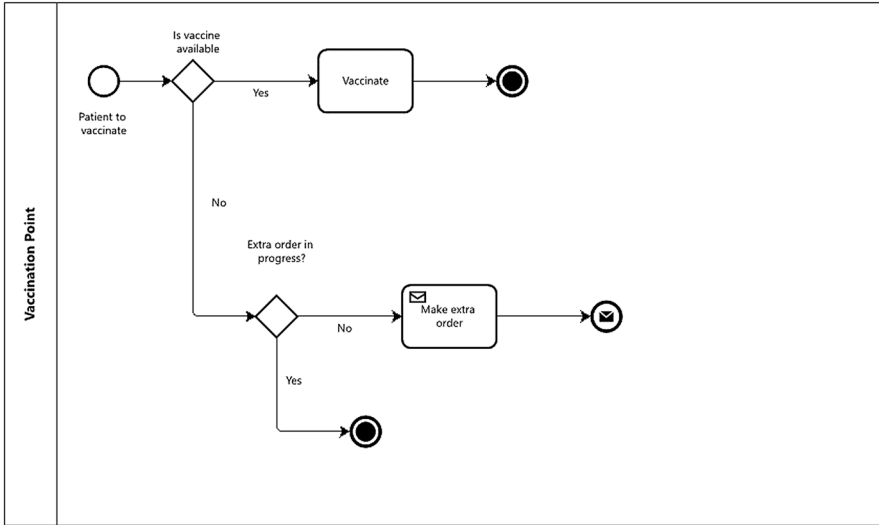 Is vaccine
available
Yes
Vaccinate
Patient to
vaccinate
No
Vaccination Point
Extra order in
progress?
Make extra
order
No
Yes